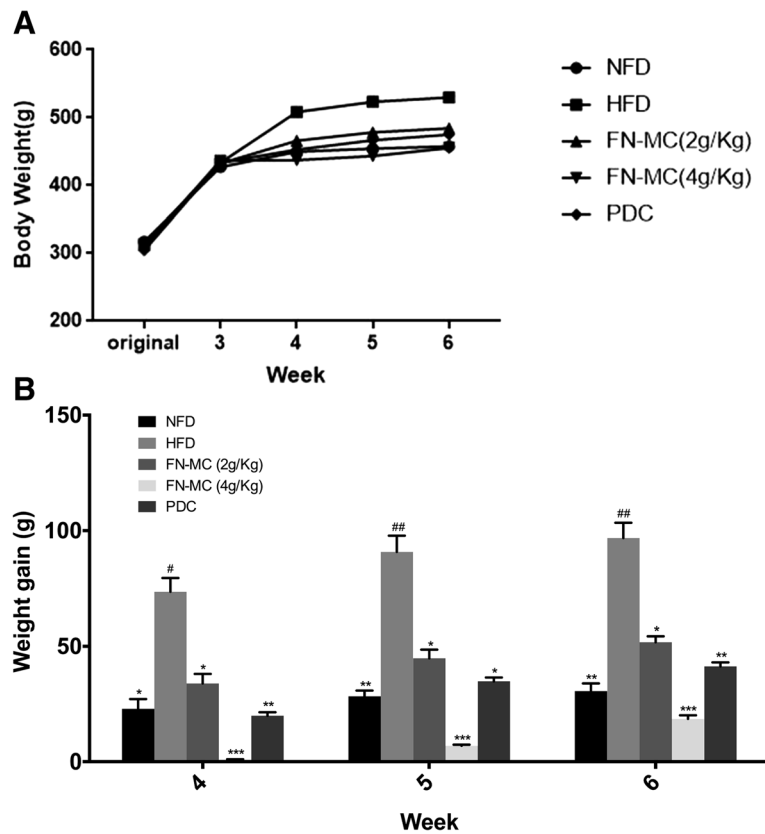 A
600
500
400
300
200
Body Weight(g)
original 3 4 5 6
Week
NFD
HFD
FN-MC(2g/Kg)
FN-MC(4g/Kg)
PDC
B
150
100
50
0
Weight gain (g)
NFD
HFD
FN-MC (2g/Kg)
FN-MC (4g/Kg)
PDC
* # * *** **
** ## * *** *
** ## * *** **
4 5 6
Week